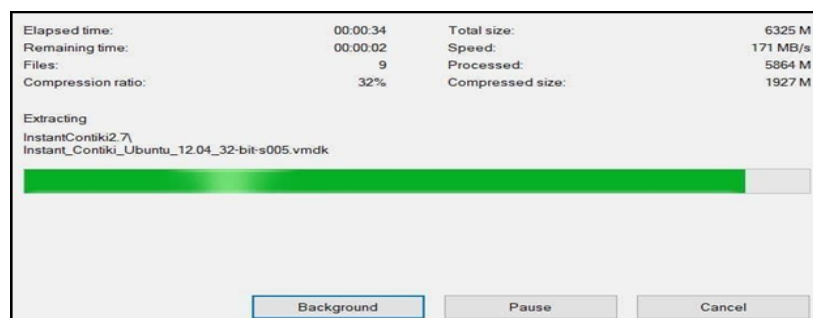 Elapsed time: 00:00:34 Total size: 6325 M
Remaining time: 00:00:02 Speed: 171 MB/s
Files: 9 Processed: 5864 M
Compression ratio: 32% Compressed size: 1927 M
Extracting
InstantContiki2.7\
Instant_Contiki_Ubuntu_12.04_32-bit-s005.vmdk
Background Pause Cancel